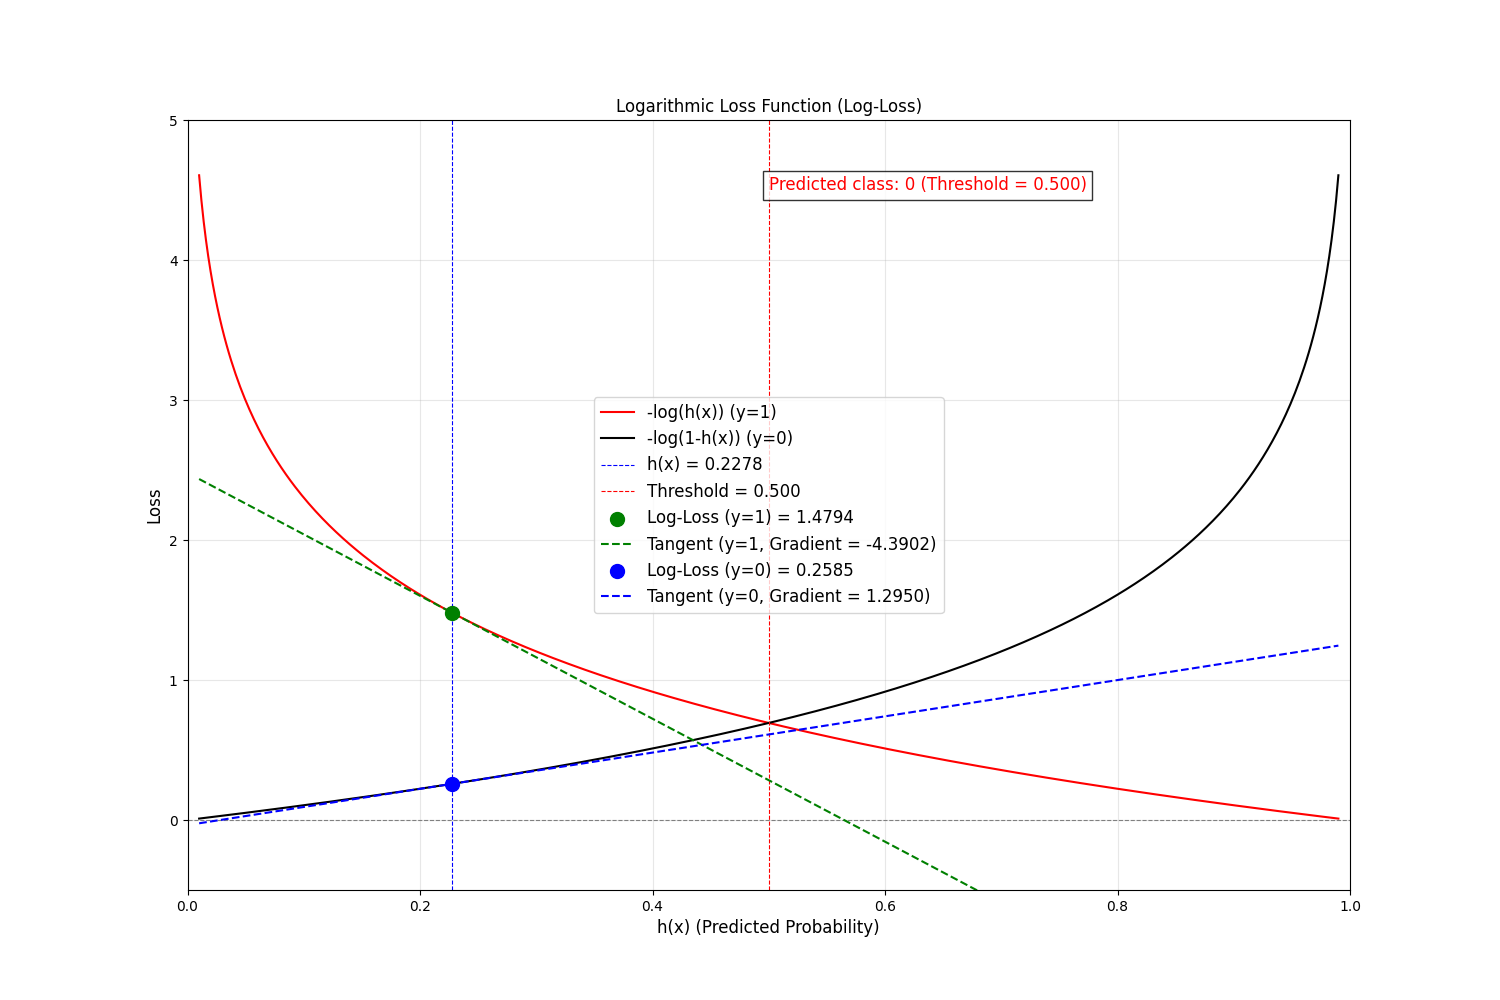 Logarithmic Loss Function (Log-Loss)
5
4
3
2
1
0
Loss
Predicted class: 0 (Threshold = 0.500)
-log(h(x)) (y=1)
-log(1-h(x)) (y=0)
h(x) = 0.2278
Threshold = 0.500
Log-Loss (y=1) = 1.4794
Tangent (y=1, Gradient = -4.3902)
Log-Loss (y=0) = 0.2585
Tangent (y=0, Gradient = 1.2950)
0.0 0.2 0.4 0.6 0.8 1.0
h(x) (Predicted Probability)